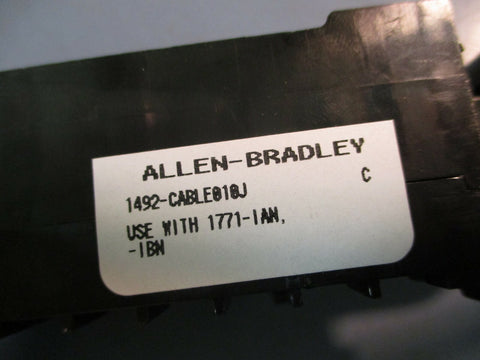 ALLEN-BRADLEY
1492-CABLE010J C
USE WITH 1771-IAN,
-IBN